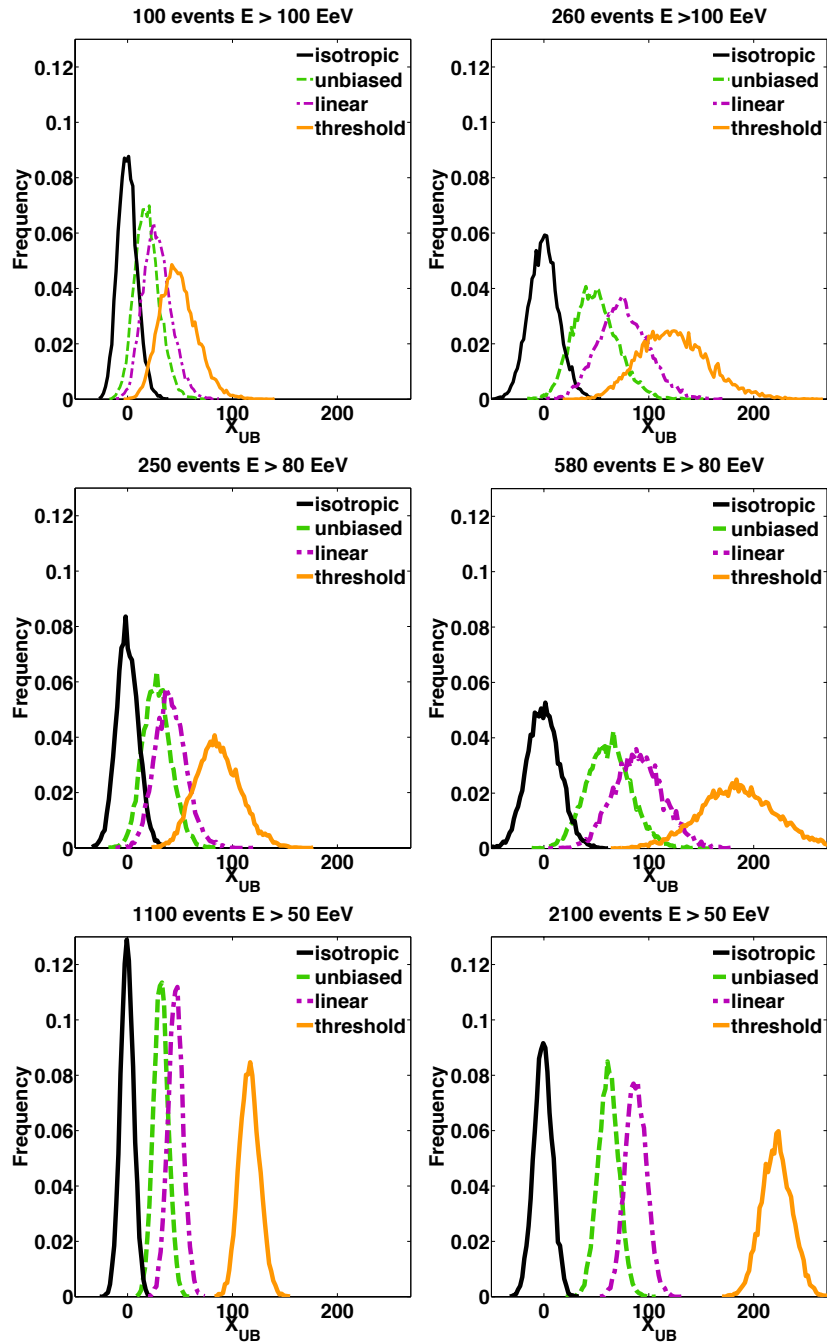 100 events E > 100 EeV
0.12
0.1
0.08
0.06
0.04
0.02
0
Frequency
isotropic
unbiased
linear
threshold
0 100 200
X_UB
260 events E >100 EeV
0.12
0.1
0.08
0.06
0.04
0.02
0
Frequency
isotropic
unbiased
linear
threshold
0 100 200
X_UB
250 events E > 80 EeV
0.12
0.1
0.08
0.06
0.04
0.02
0
Frequency
isotropic
unbiased
linear
threshold
0 100 200
X_UB
580 events E > 80 EeV
0.12
0.1
0.08
0.06
0.04
0.02
0
Frequency
isotropic
unbiased
linear
threshold
0 100 200
X_UB
1100 events E > 50 EeV
0.12
0.1
0.08
0.06
0.04
0.02
0
Frequency
isotropic
unbiased
linear
threshold
0 100 200
X_UB
2100 events E > 50 EeV
0.12
0.1
0.08
0.06
0.04
0.02
0
Frequency
isotropic
unbiased
linear
threshold
0 100 200
X_UB